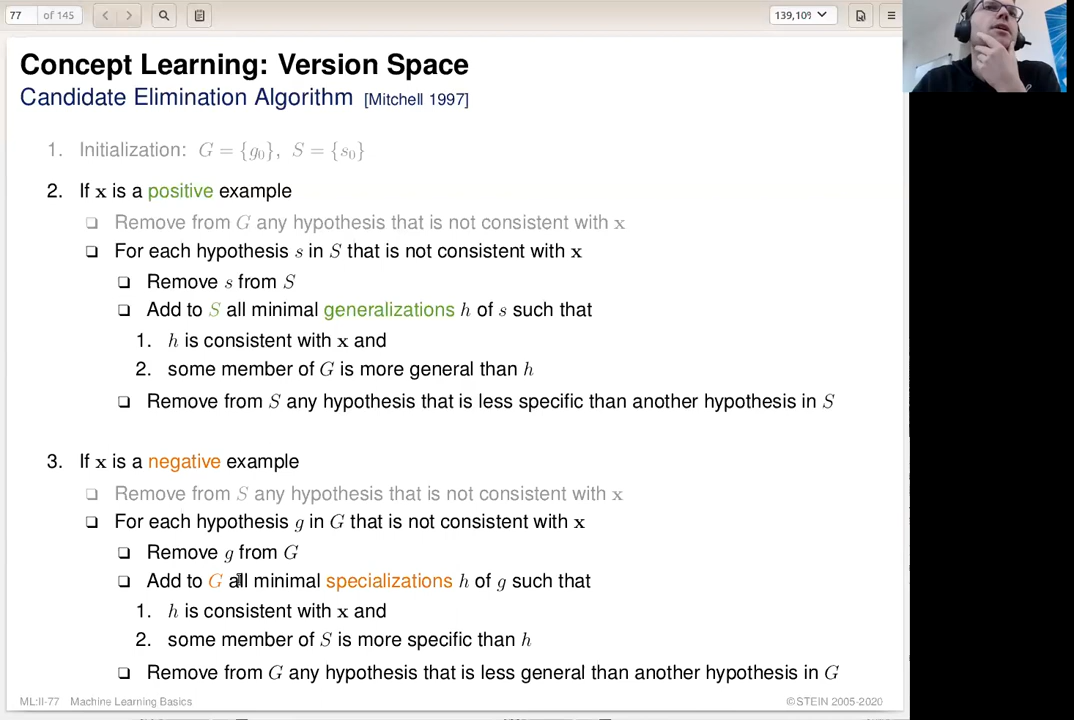 77 of 145
139,10%
Concept Learning: Version Space
Candidate Elimination Algorithm [Mitchell 1997]
1. Initialization: G = {g₀}, S = {s₀}
2. If x is a positive example
❑ Remove from G any hypothesis that is not consistent with x
❑ For each hypothesis s in S that is not consistent with x
❑ Remove s from S
❑ Add to S all minimal generalizations h of s such that
1. h is consistent with x and
2. some member of G is more general than h
❑ Remove from S any hypothesis that is less specific than another hypothesis in S
3. If x is a negative example
❑ Remove from S any hypothesis that is not consistent with x
❑ For each hypothesis g in G that is not consistent with x
❑ Remove g from G
❑ Add to G all minimal specializations h of g such that
1. h is consistent with x and
2. some member of S is more specific than h
❑ Remove from G any hypothesis that is less general than another hypothesis in G
ML:II-77 Machine Learning Basics ©STEIN 2005-2020